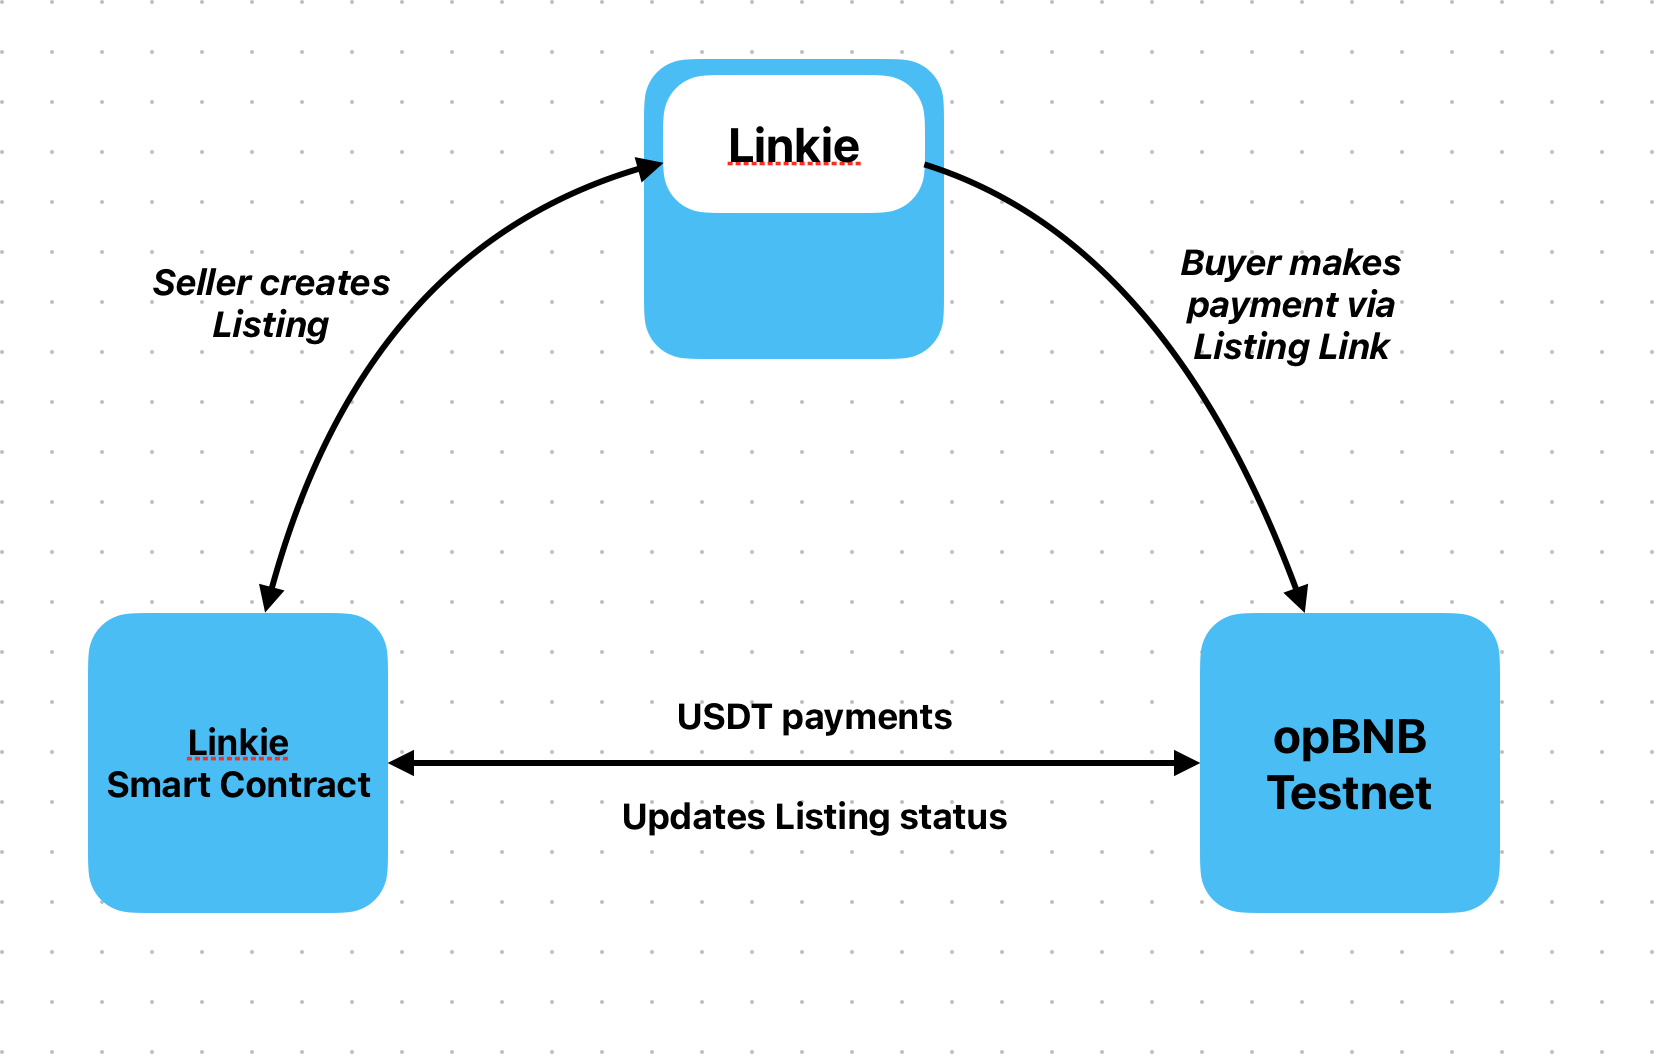 Linkie
Seller creates
Listing
Buyer makes
payment via
Listing Link
Linkie
Smart Contract
USDT payments
Updates Listing status
opBNB
Testnet